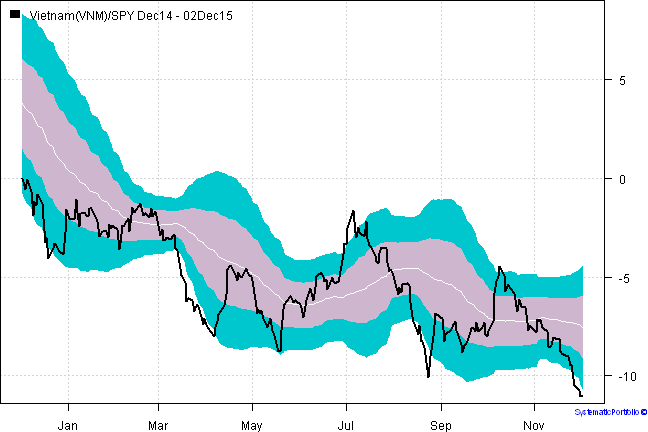 Vietnam(VNM)/SPY Dec14 - 02Dec15
5
0
-5
-10
Jan Mar May Jul Sep Nov
SystematicPortfolio ©